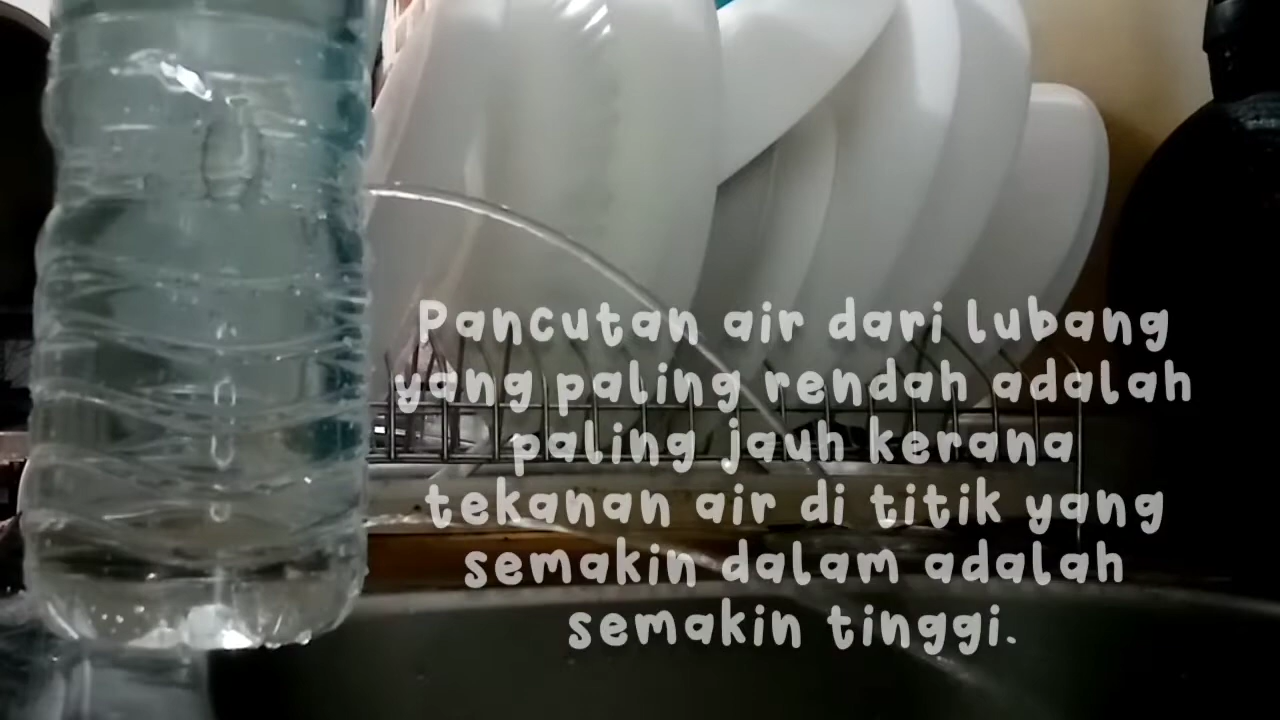 Pancutan air dari lubang
yang paling rendah adalah
paling jauh kerana
tekanan air di titik yang
semakin dalam adalah
semakin tinggi.